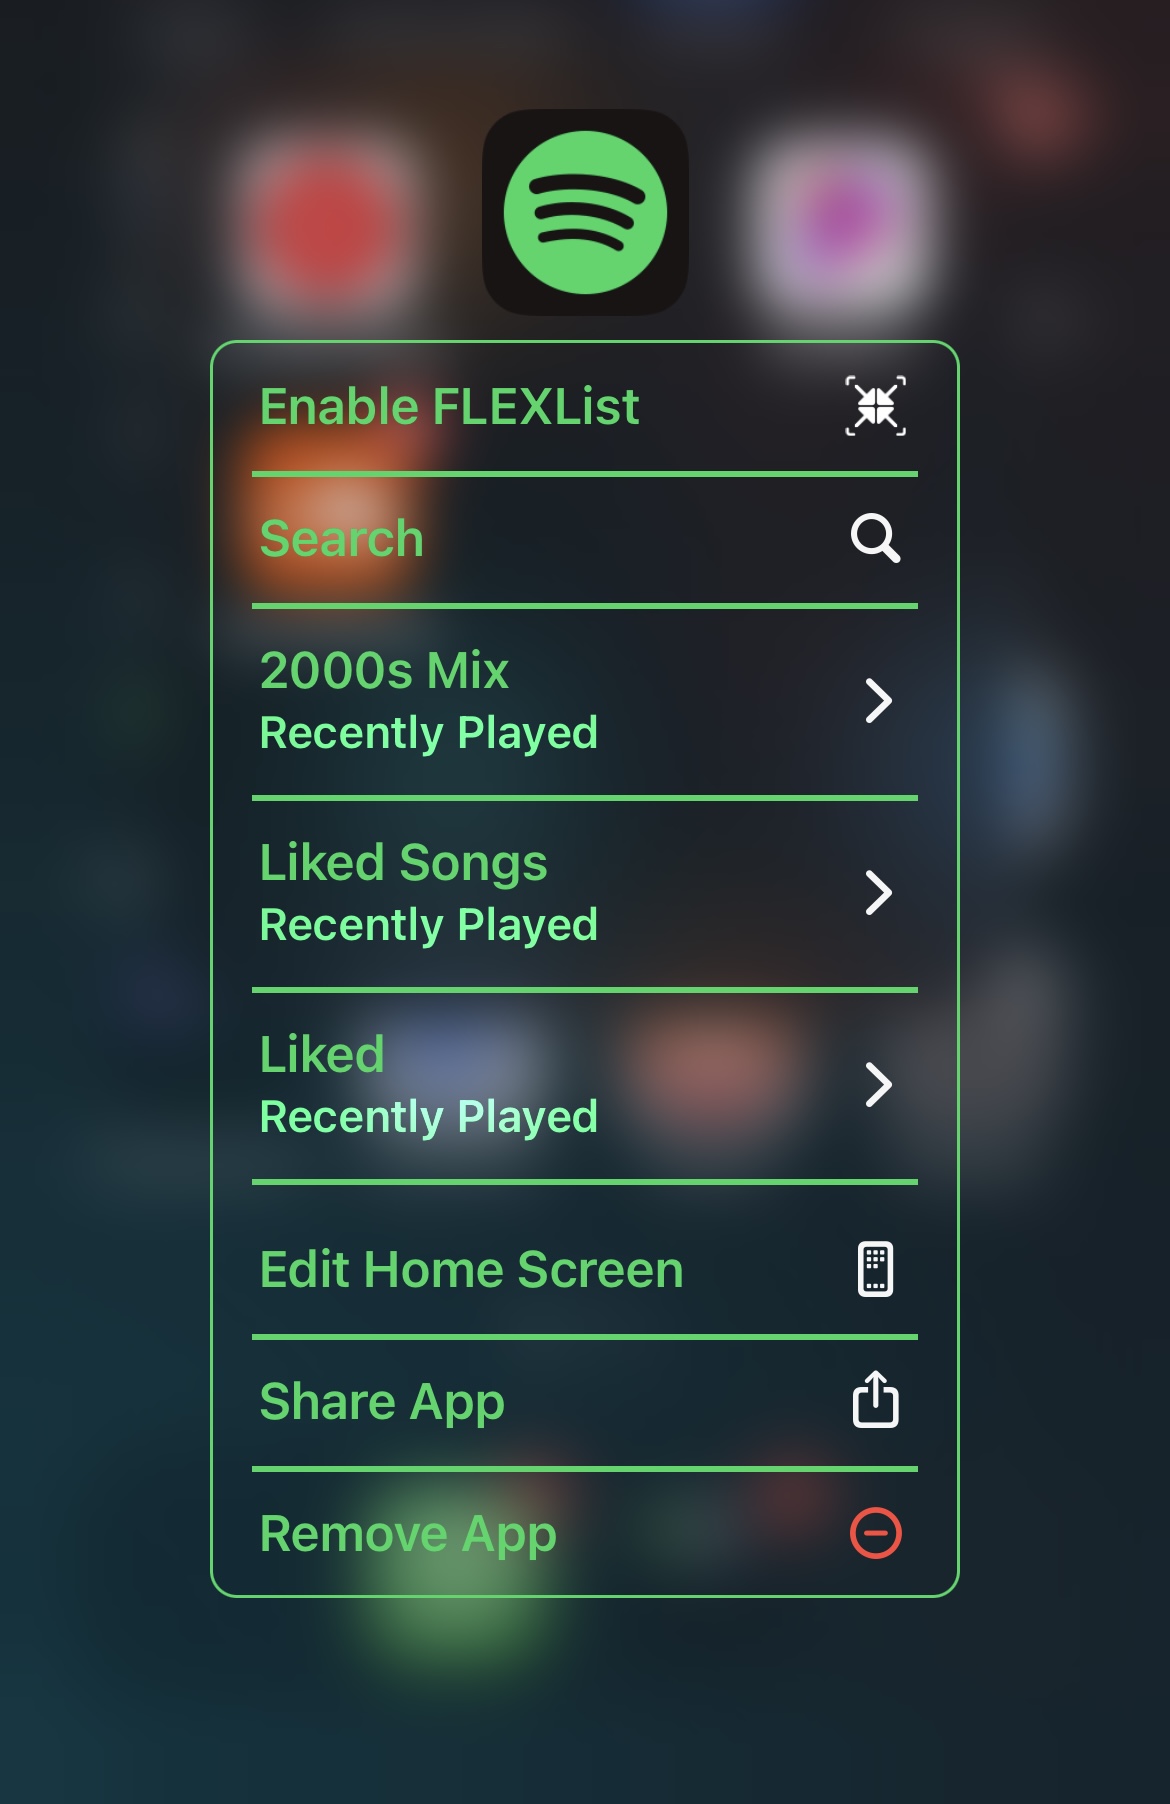 Enable FLEXList
Search
2000s Mix
Recently Played
Liked Songs
Recently Played
Liked
Recently Played
Edit Home Screen
Share App
Remove App